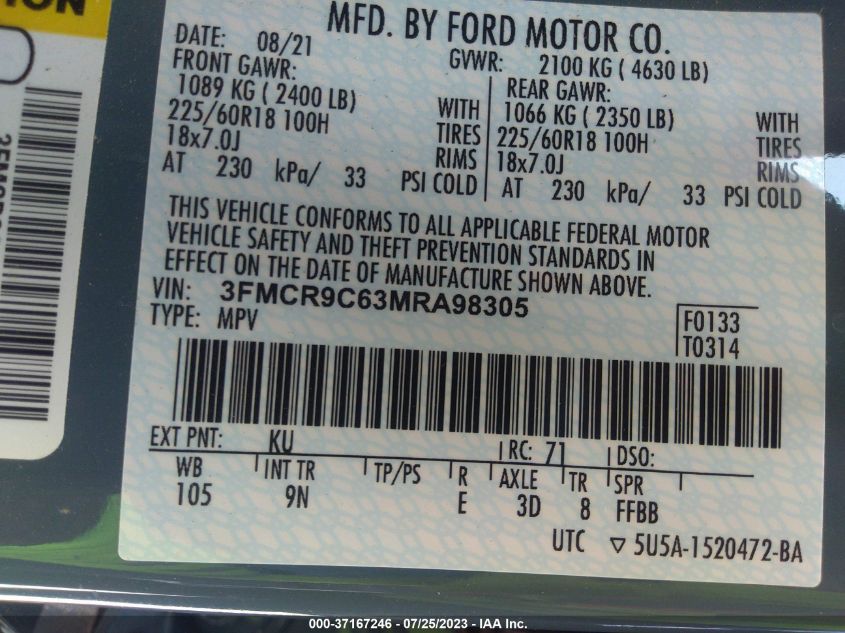 MFD. BY FORD MOTOR CO.
DATE: 08/21
GVWR: 2100 KG ( 4630 LB)
FRONT GAWR:
1089 KG ( 2400 LB) WITH
225/60R18 100H TIRES
18x7.0J RIMS
AT 230 kPa/ 33 PSI COLD
REAR GAWR:
1066 KG ( 2350 LB) WITH
225/60R18 100H TIRES
18x7.0J RIMS
AT 230 kPa/ 33 PSI COLD
THIS VEHICLE CONFORMS TO ALL APPLICABLE FEDERAL MOTOR
VEHICLE SAFETY AND THEFT PREVENTION STANDARDS IN
EFFECT ON THE DATE OF MANUFACTURE SHOWN ABOVE.
VIN: 3FMCR9C63MRA98305
TYPE: MPV
F0133
T0314
EXT PNT: KU RC: 71 DSO:
WB INT TR TP/PS R AXLE TR SPR
105 9N E 3D 8 FFBB
UTC ▽ 5U5A-1520472-BA
000-37167246 - 07/25/2023 - IAA Inc.